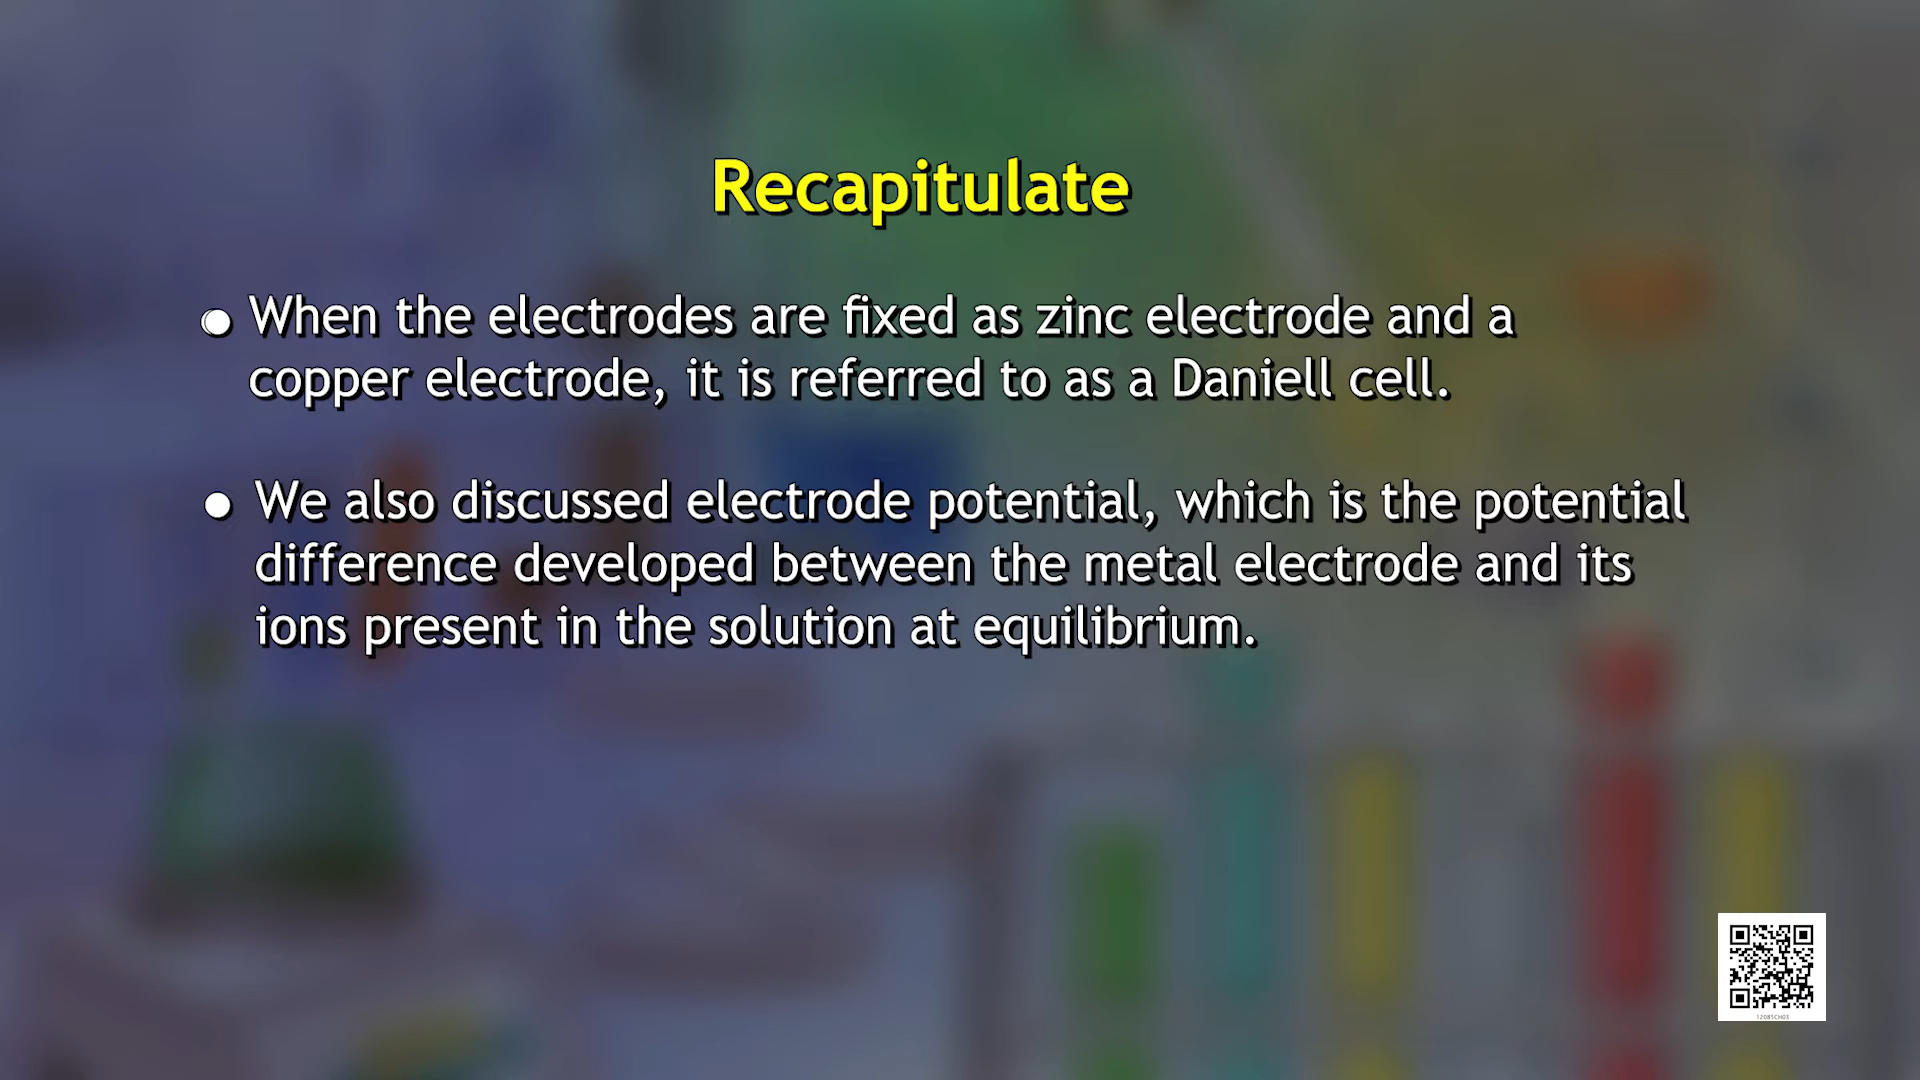 Recapitulate
● When the electrodes are fixed as zinc electrode and a
copper electrode, it is referred to as a Daniell cell.
● We also discussed electrode potential, which is the potential
difference developed between the metal electrode and its
ions present in the solution at equilibrium.
12085CH03